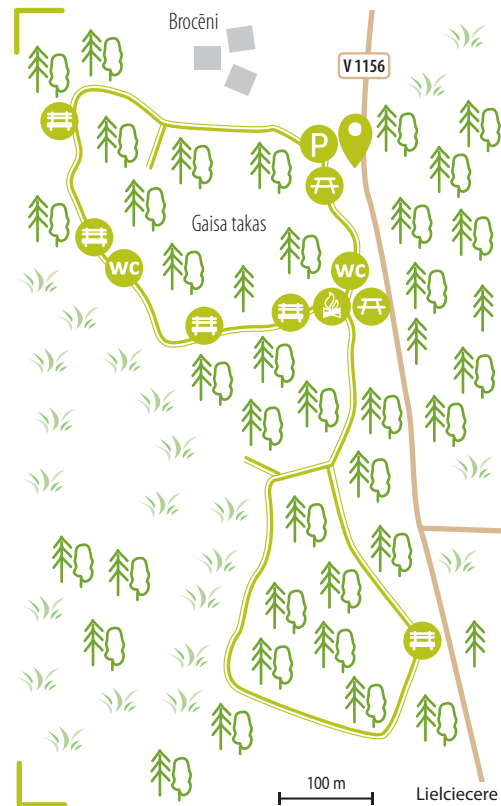 Brocēni
V 1156
P
Gaisa takas
WC
WC
100 m
Lielciecere